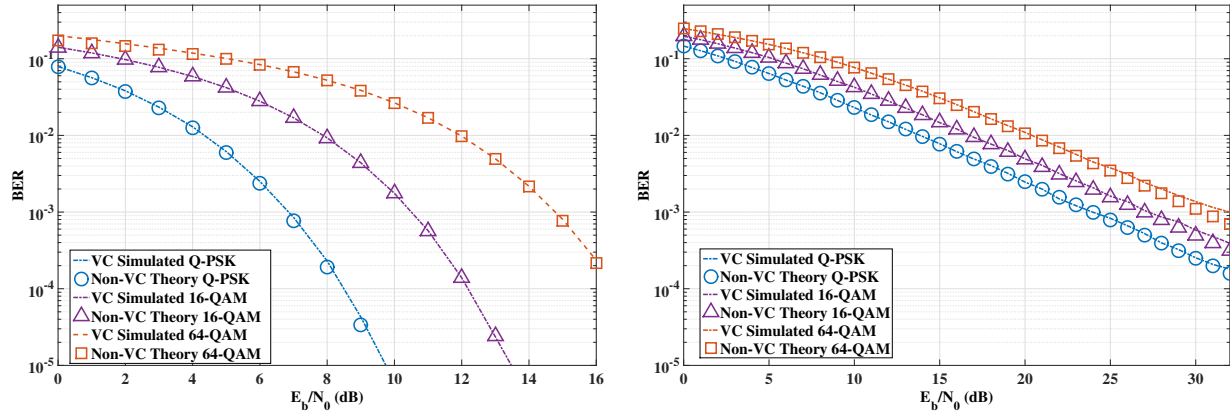 BER
10^-1
10^-2
10^-3
10^-4
10^-5
VC Simulated Q-PSK
Non-VC Theory Q-PSK
VC Simulated 16-QAM
Non-VC Theory 16-QAM
VC Simulated 64-QAM
Non-VC Theory 64-QAM
0 2 4 6 8 10 12 14 16
E_b/N_0 (dB)
BER
10^-1
10^-2
10^-3
10^-4
10^-5
VC Simulated Q-PSK
Non-VC Theory Q-PSK
VC Simulated 16-QAM
Non-VC Theory 16-QAM
VC Simulated 64-QAM
Non-VC Theory 64-QAM
0 5 10 15 20 25 30
E_b/N_0 (dB)